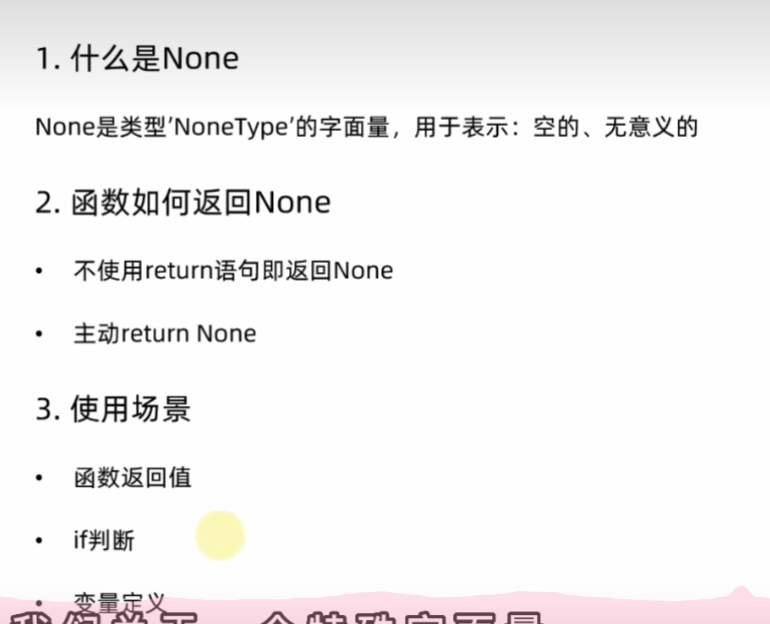 1. 什么是None
None是类型’NoneType’的字面量，用于表示：空的、无意义的
2. 函数如何返回None
• 不使用return语句即返回None
• 主动return None
3. 使用场景
• 函数返回值
• if判断
• 变量定义